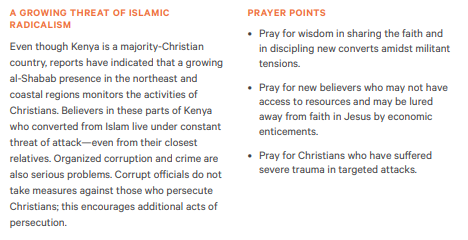 A GROWING THREAT OF ISLAMIC
RADICALISM
Even though Kenya is a majority-Christian
country, reports have indicated that a growing
al-Shabab presence in the northeast and
coastal regions monitors the activities of
Christians. Believers in these parts of Kenya
who converted from Islam live under constant
threat of attack—even from their closest
relatives. Organized corruption and crime are
also serious problems. Corrupt officials do not
take measures against those who persecute
Christians; this encourages additional acts of
persecution.
PRAYER POINTS
• Pray for wisdom in sharing the faith and
in discipling new converts amidst militant
tensions.
• Pray for new believers who may not have
access to resources and may be lured
away from faith in Jesus by economic
enticements.
• Pray for Christians who have suffered
severe trauma in targeted attacks.